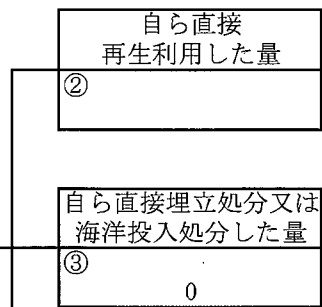 自ら直接
再生利用した量
②
自ら直接埋立処分又は
海洋投入処分した量
③
0